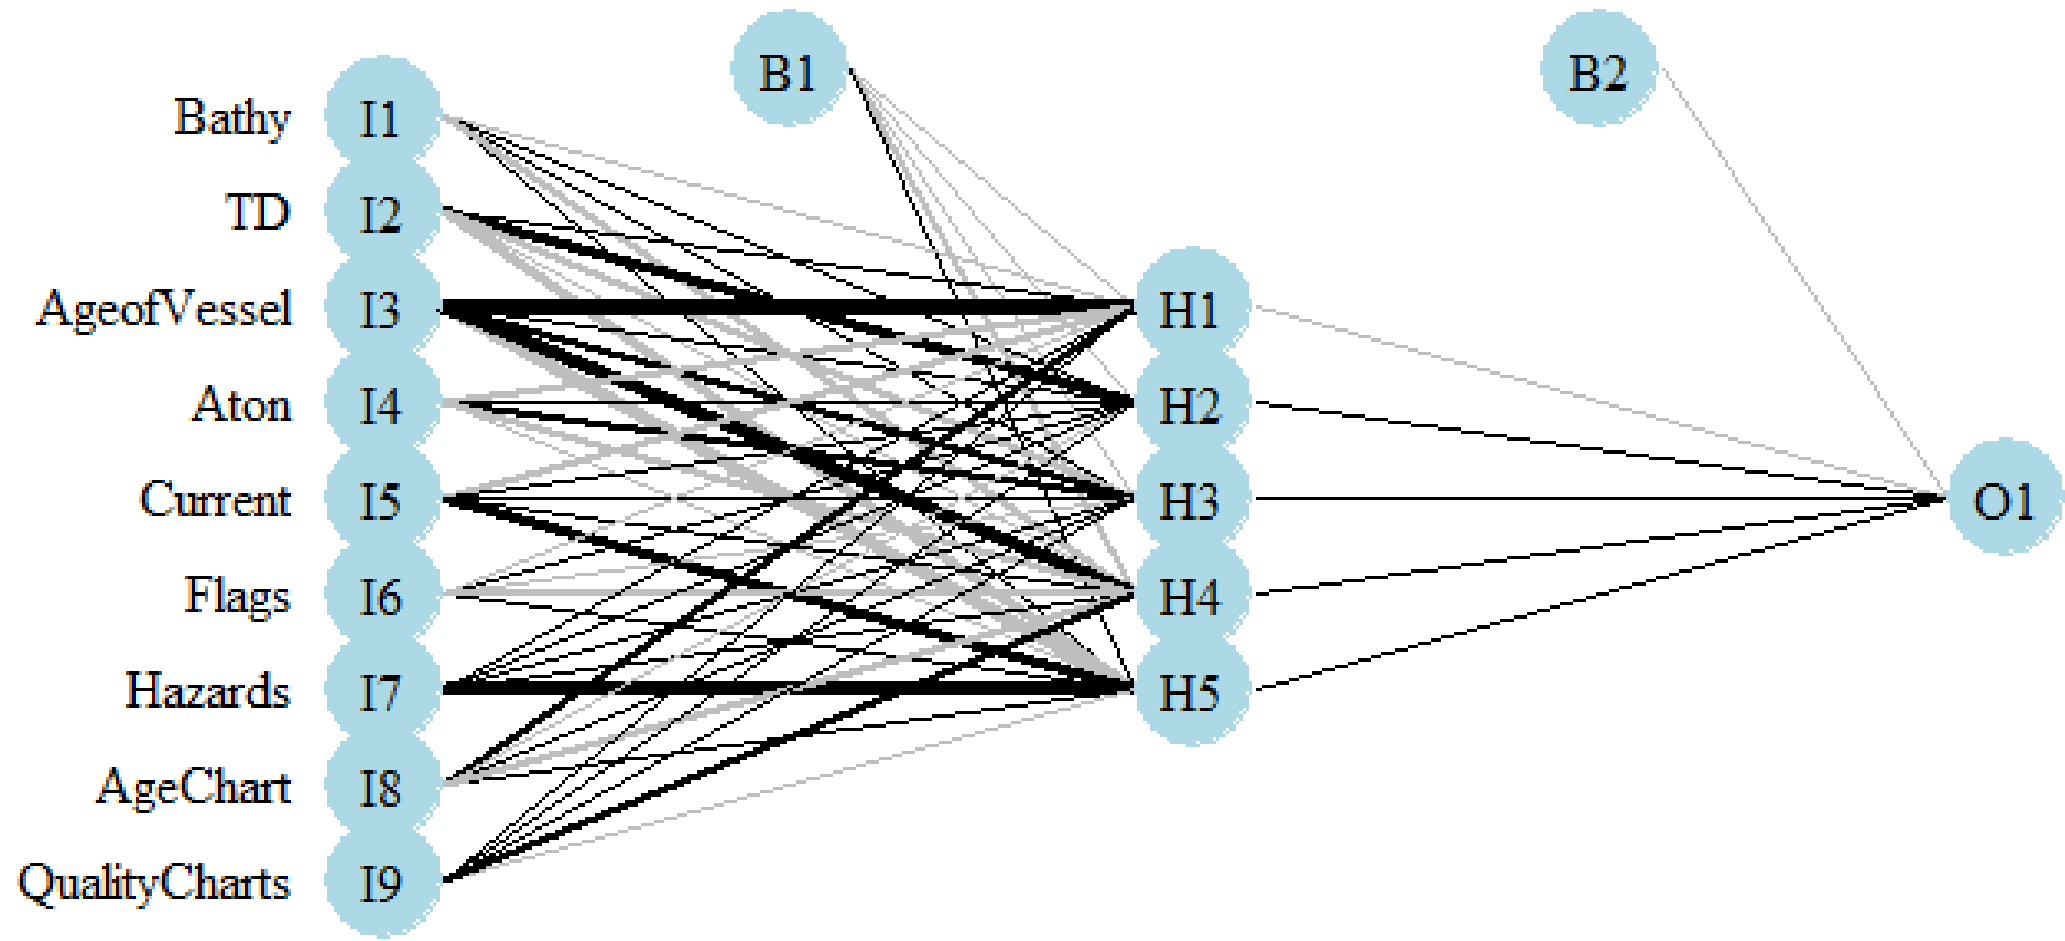 B1
B2
Bathy I1
TD I2
AgeofVessel I3
H1
Aton I4
H2
Current I5
H3
O1
Flags I6
H4
Hazards I7
H5
AgeChart I8
QualityCharts I9